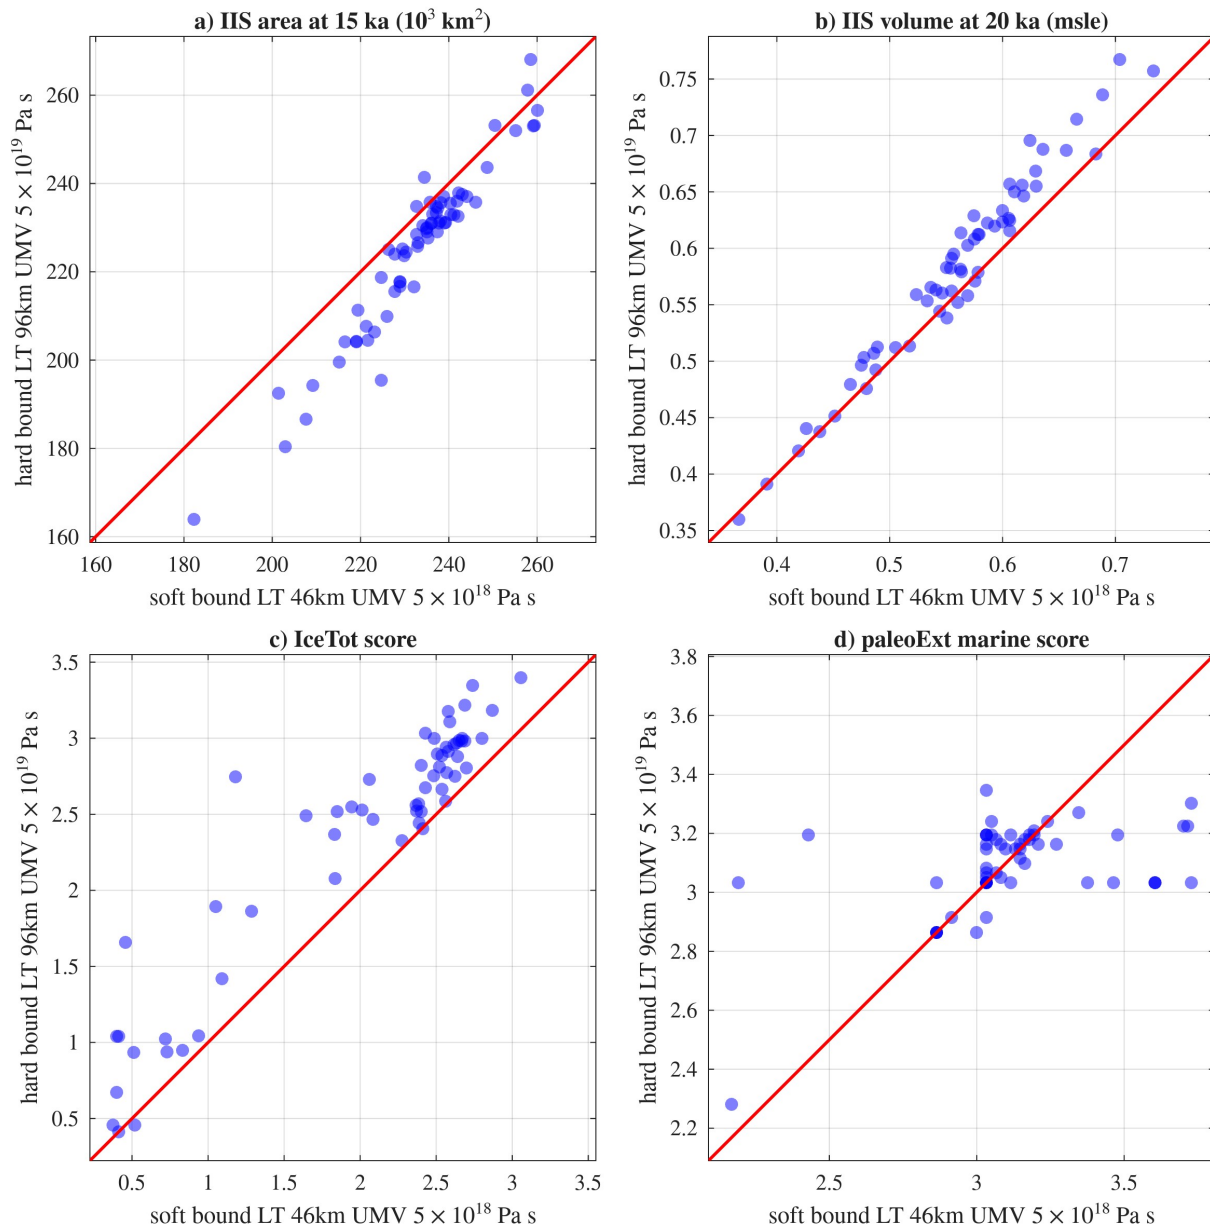 a) IIS area at 15 ka (10³ km²)
hard bound LT 96km UMV 5 × 10¹⁹ Pa s
260
240
220
200
180
160
160 180 200 220 240 260
soft bound LT 46km UMV 5 × 10¹⁸ Pa s
b) IIS volume at 20 ka (msle)
hard bound LT 96km UMV 5 × 10¹⁹ Pa s
0.75
0.7
0.65
0.6
0.55
0.5
0.45
0.4
0.35
0.4 0.5 0.6 0.7
soft bound LT 46km UMV 5 × 10¹⁸ Pa s
c) IceTot score
hard bound LT 96km UMV 5 × 10¹⁹ Pa s
3.5
3
2.5
2
1.5
1
0.5
0.5 1 1.5 2 2.5 3 3.5
soft bound LT 46km UMV 5 × 10¹⁸ Pa s
d) paleoExt marine score
hard bound LT 96km UMV 5 × 10¹⁹ Pa s
3.8
3.6
3.4
3.2
3
2.8
2.6
2.4
2.2
2.5 3 3.5
soft bound LT 46km UMV 5 × 10¹⁸ Pa s